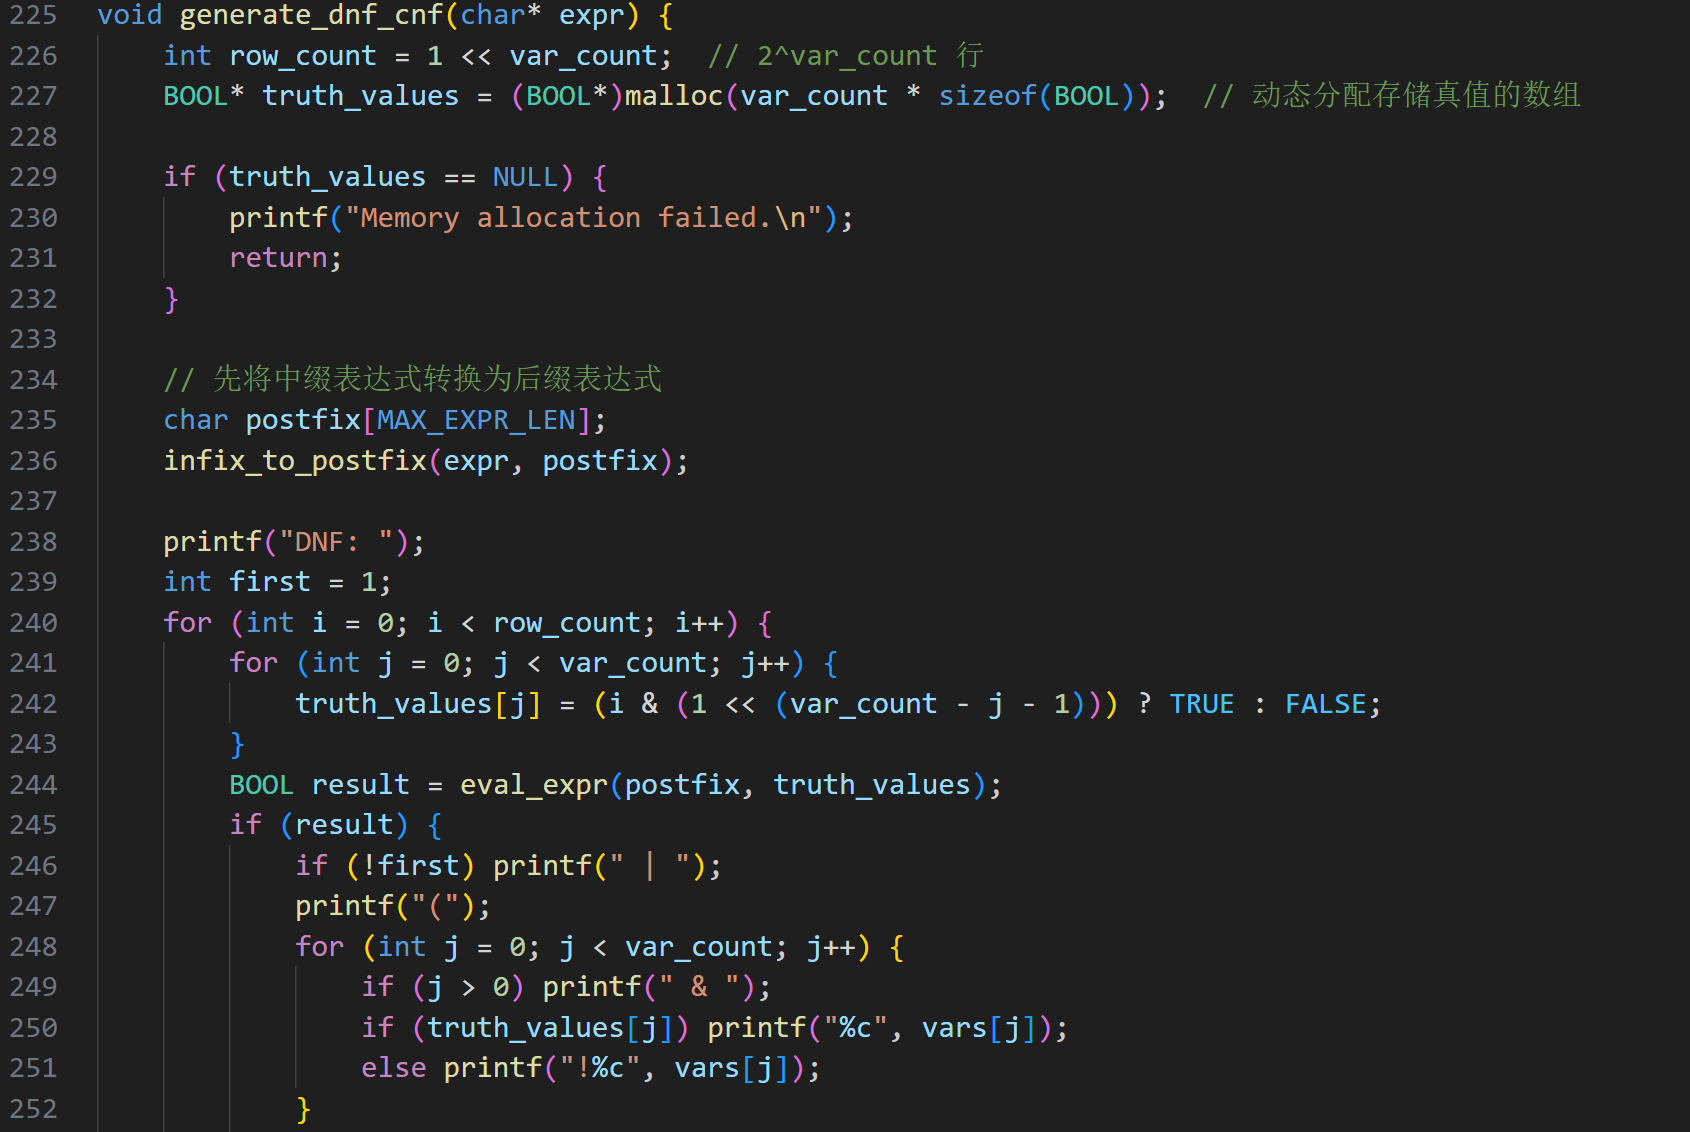 225 void generate_dnf_cnf(char* expr) {
226     int row_count = 1 << var_count;  // 2^var_count 行
227     BOOL* truth_values = (BOOL*)malloc(var_count * sizeof(BOOL));  // 动态分配存储真值的数组
228
229     if (truth_values == NULL) {
230         printf("Memory allocation failed.\n");
231         return;
232     }
233
234     // 先将中缀表达式转换为后缀表达式
235     char postfix[MAX_EXPR_LEN];
236     infix_to_postfix(expr, postfix);
237
238     printf("DNF: ");
239     int first = 1;
240     for (int i = 0; i < row_count; i++) {
241         for (int j = 0; j < var_count; j++) {
242             truth_values[j] = (i & (1 << (var_count - j - 1))) ? TRUE : FALSE;
243         }
244         BOOL result = eval_expr(postfix, truth_values);
245         if (result) {
246             if (!first) printf(" | ");
247             printf("(");
248             for (int j = 0; j < var_count; j++) {
249                 if (j > 0) printf(" & ");
250                 if (truth_values[j]) printf("%c", vars[j]);
251                 else printf("!%c", vars[j]);
252             }